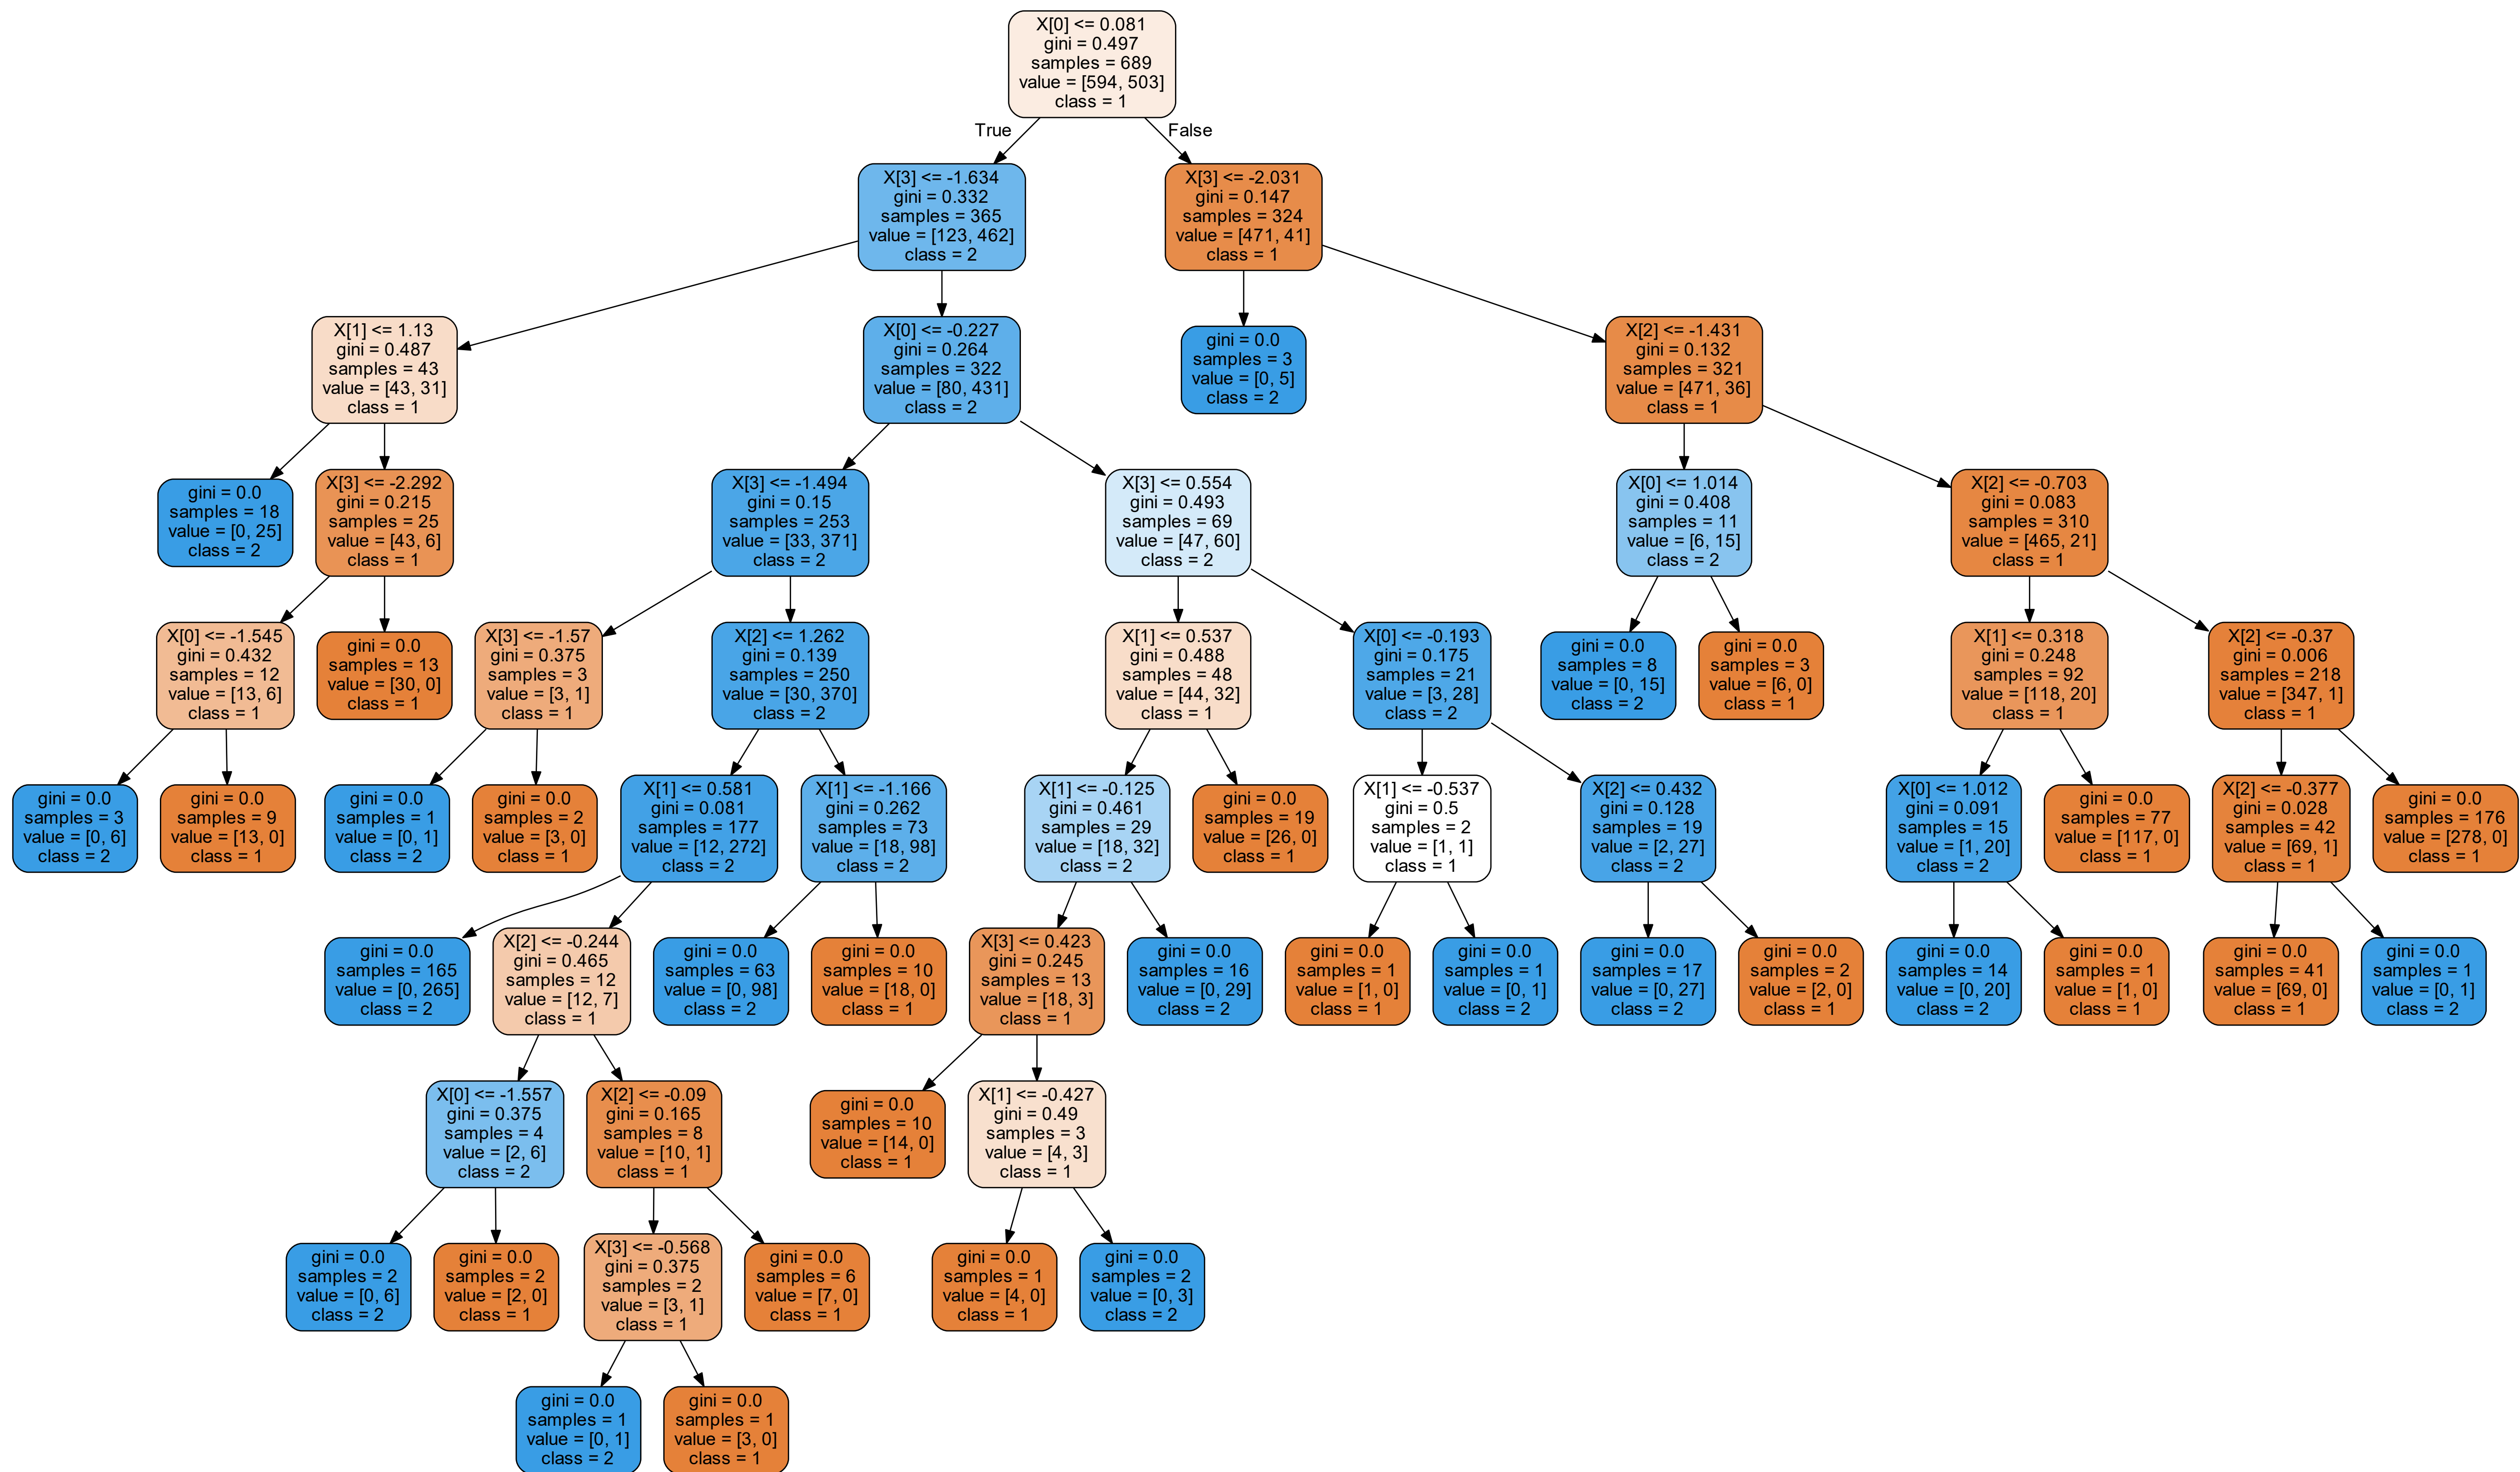 X[0] <= 0.081
gini = 0.497
samples = 689
value = [594, 503]
class = 1
True
False
X[3] <= -1.634
gini = 0.332
samples = 365
value = [123, 462]
class = 2
X[3] <= -2.031
gini = 0.147
samples = 324
value = [471, 41]
class = 1
X[1] <= 1.13
gini = 0.487
samples = 43
value = [43, 31]
class = 1
X[0] <= -0.227
gini = 0.264
samples = 322
value = [80, 431]
class = 2
gini = 0.0
samples = 3
value = [0, 5]
class = 2
X[2] <= -1.431
gini = 0.132
samples = 321
value = [471, 36]
class = 1
gini = 0.0
samples = 18
value = [0, 25]
class = 2
X[3] <= -2.292
gini = 0.215
samples = 25
value = [43, 6]
class = 1
X[3] <= -1.494
gini = 0.15
samples = 253
value = [33, 371]
class = 2
X[3] <= 0.554
gini = 0.493
samples = 69
value = [47, 60]
class = 2
X[0] <= 1.014
gini = 0.408
samples = 11
value = [6, 15]
class = 2
X[2] <= -0.703
gini = 0.083
samples = 310
value = [465, 21]
class = 1
X[0] <= -1.545
gini = 0.432
samples = 12
value = [13, 6]
class = 1
gini = 0.0
samples = 13
value = [30, 0]
class = 1
X[3] <= -1.57
gini = 0.375
samples = 3
value = [3, 1]
class = 1
X[2] <= 1.262
gini = 0.139
samples = 250
value = [30, 370]
class = 2
X[1] <= 0.537
gini = 0.488
samples = 48
value = [44, 32]
class = 1
X[0] <= -0.193
gini = 0.175
samples = 21
value = [3, 28]
class = 2
gini = 0.0
samples = 8
value = [0, 15]
class = 2
gini = 0.0
samples = 3
value = [6, 0]
class = 1
X[1] <= 0.318
gini = 0.248
samples = 92
value = [118, 20]
class = 1
X[2] <= -0.37
gini = 0.006
samples = 218
value = [347, 1]
class = 1
gini = 0.0
samples = 3
value = [0, 6]
class = 2
gini = 0.0
samples = 9
value = [13, 0]
class = 1
gini = 0.0
samples = 1
value = [0, 1]
class = 2
gini = 0.0
samples = 2
value = [3, 0]
class = 1
X[1] <= 0.581
gini = 0.081
samples = 177
value = [12, 272]
class = 2
X[1] <= -1.166
gini = 0.262
samples = 73
value = [18, 98]
class = 2
X[1] <= -0.125
gini = 0.461
samples = 29
value = [18, 32]
class = 2
gini = 0.0
samples = 19
value = [26, 0]
class = 1
X[1] <= -0.537
gini = 0.5
samples = 2
value = [1, 1]
class = 1
X[2] <= 0.432
gini = 0.128
samples = 19
value = [2, 27]
class = 2
X[0] <= 1.012
gini = 0.091
samples = 15
value = [1, 20]
class = 2
gini = 0.0
samples = 77
value = [117, 0]
class = 1
X[2] <= -0.377
gini = 0.028
samples = 42
value = [69, 1]
class = 1
gini = 0.0
samples = 176
value = [278, 0]
class = 1
gini = 0.0
samples = 165
value = [0, 265]
class = 2
X[2] <= -0.244
gini = 0.465
samples = 12
value = [12, 7]
class = 1
gini = 0.0
samples = 63
value = [0, 98]
class = 2
gini = 0.0
samples = 10
value = [18, 0]
class = 1
X[3] <= 0.423
gini = 0.245
samples = 13
value = [18, 3]
class = 1
gini = 0.0
samples = 16
value = [0, 29]
class = 2
gini = 0.0
samples = 1
value = [1, 0]
class = 1
gini = 0.0
samples = 1
value = [0, 1]
class = 2
gini = 0.0
samples = 17
value = [0, 27]
class = 2
gini = 0.0
samples = 2
value = [2, 0]
class = 1
gini = 0.0
samples = 14
value = [0, 20]
class = 2
gini = 0.0
samples = 1
value = [1, 0]
class = 1
gini = 0.0
samples = 41
value = [69, 0]
class = 1
gini = 0.0
samples = 1
value = [0, 1]
class = 2
X[0] <= -1.557
gini = 0.375
samples = 4
value = [2, 6]
class = 2
X[2] <= -0.09
gini = 0.165
samples = 8
value = [10, 1]
class = 1
gini = 0.0
samples = 10
value = [14, 0]
class = 1
X[1] <= -0.427
gini = 0.49
samples = 3
value = [4, 3]
class = 1
gini = 0.0
samples = 2
value = [0, 6]
class = 2
gini = 0.0
samples = 2
value = [2, 0]
class = 1
X[3] <= -0.568
gini = 0.375
samples = 2
value = [3, 1]
class = 1
gini = 0.0
samples = 6
value = [7, 0]
class = 1
gini = 0.0
samples = 1
value = [4, 0]
class = 1
gini = 0.0
samples = 2
value = [0, 3]
class = 2
gini = 0.0
samples = 1
value = [0, 1]
class = 2
gini = 0.0
samples = 1
value = [3, 0]
class = 1